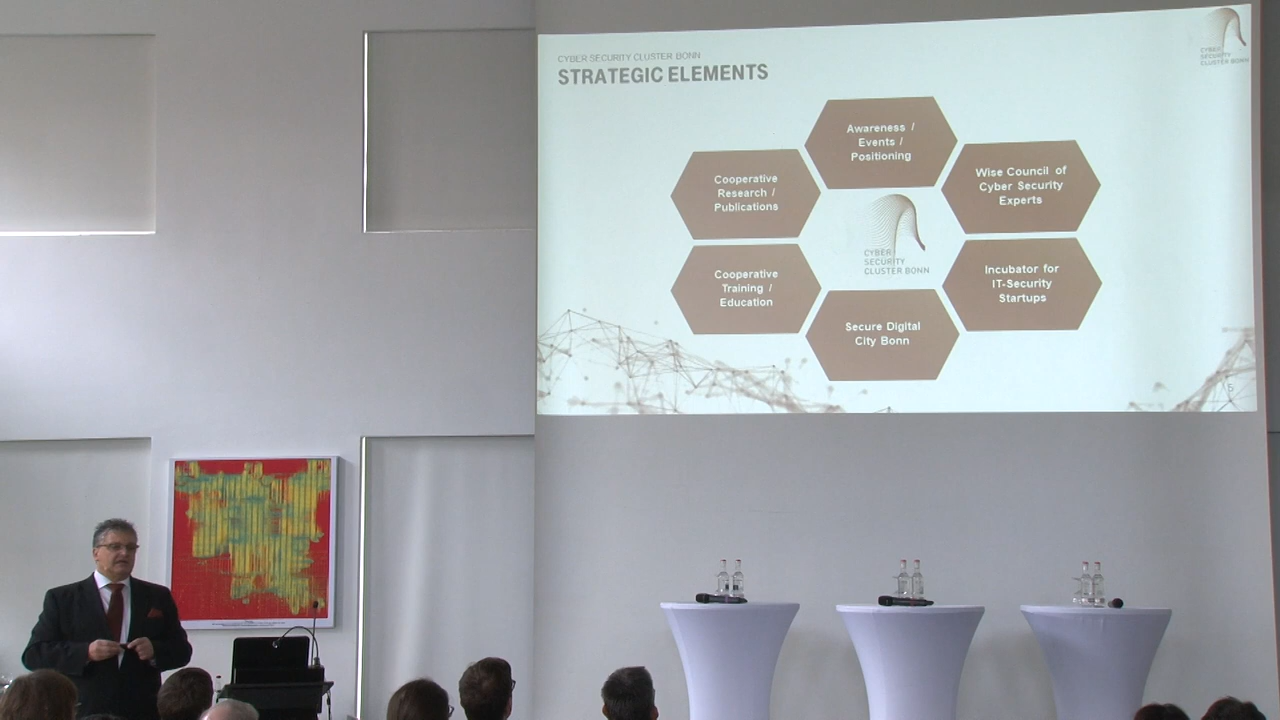 CYBER SECURITY CLUSTER BONN
STRATEGIC ELEMENTS
CYBER
SECURITY
CLUSTER BONN
Awareness /
Events /
Positioning
Cooperative
Research /
Publications
Wise Council of
Cyber Security
Experts
CYBER
SECURITY
CLUSTER BONN
Cooperative
Training /
Education
Incubator for
IT-Security
Startups
Secure Digital
City Bonn
5